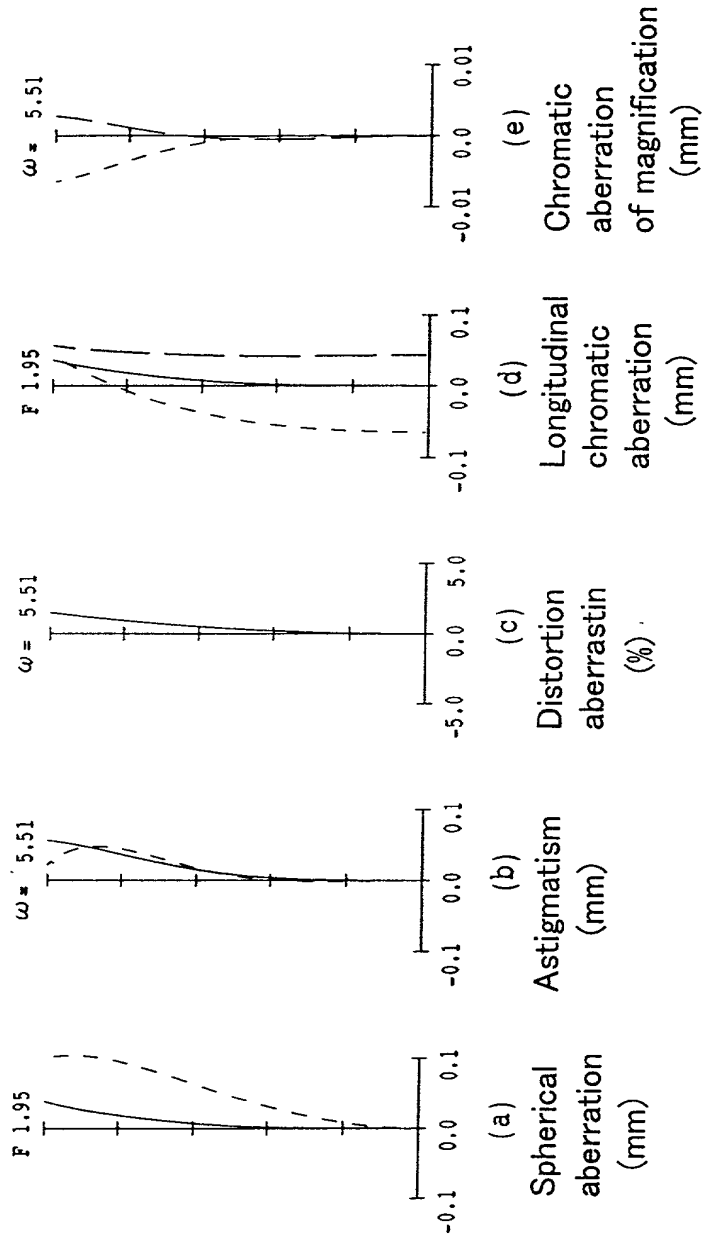 F 1.95
-0.1 0.0 0.1
(a)
Spherical
aberration
(mm)
ω= 5.51
-0.1 0.0 0.1
(b)
Astigmatism
(mm)
ω= 5.51
-5.0 0.0 5.0
(c)
Distortion
aberrastin
(%)
F 1.95
-0.1 0.0 0.1
(d)
Longitudinal
chromatic
aberration
(mm)
ω= 5.51
-0.01 0.0 0.01
(e)
Chromatic
aberration
of magnification
(mm)